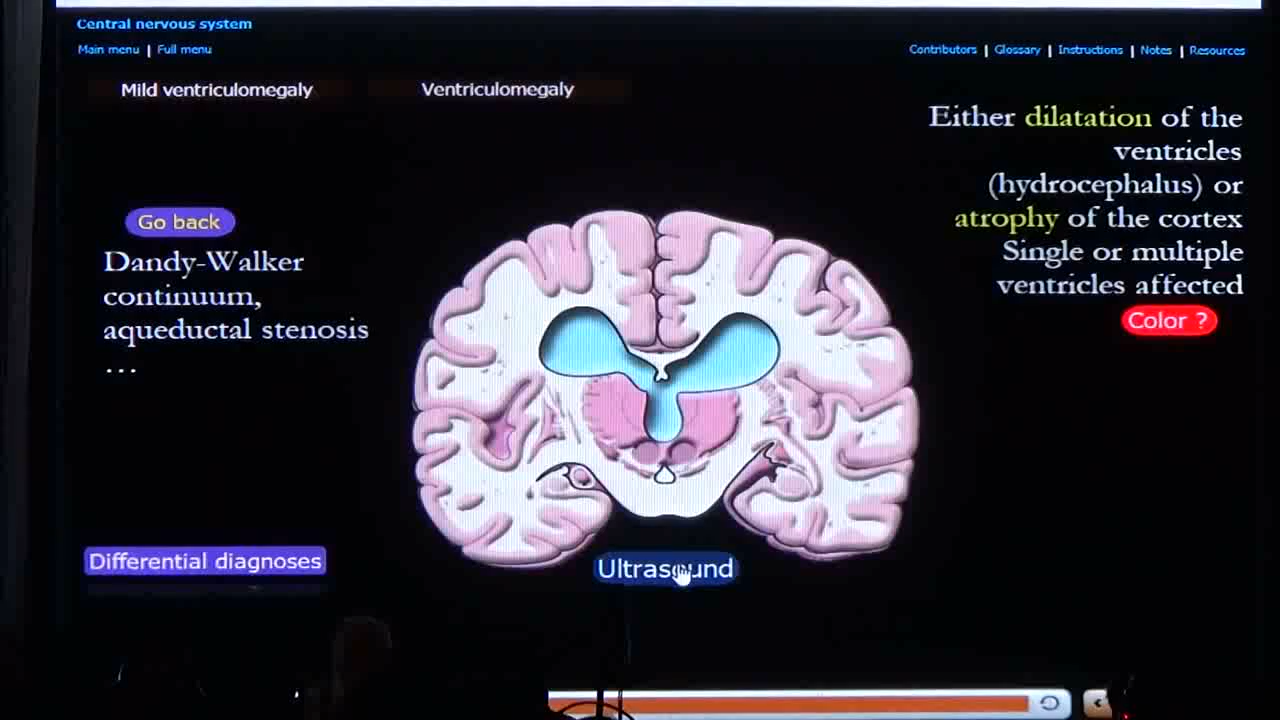 Central nervous system
Main menu | Full menu
Contributors | Glossary | Instructions | Notes | Resources
Mild ventriculomegaly
Ventriculomegaly
Either dilatation of the
ventricles
(hydrocephalus) or
atrophy of the cortex
Single or multiple
ventricles affected
Color ?
Go back
Dandy-Walker
continuum,
aqueductal stenosis
...
Differential diagnoses
Ultrasound